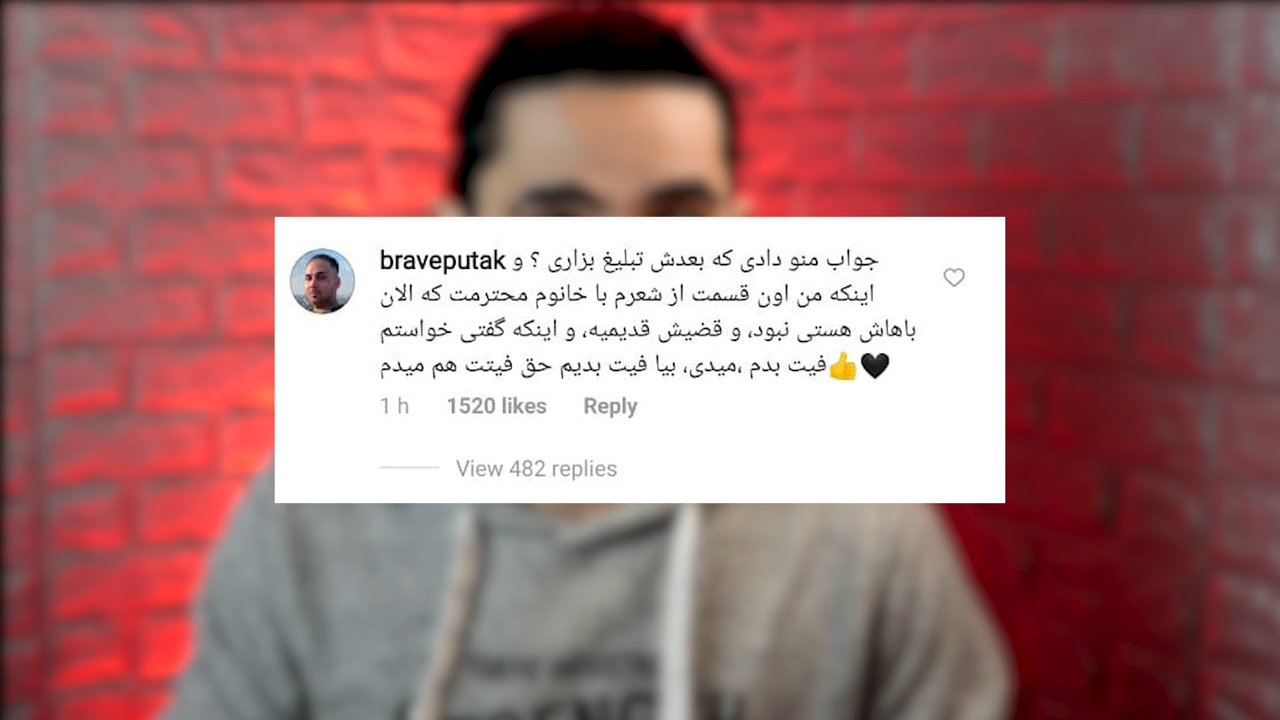 braveputak جواب منو دادی که بعدش تبلیغ بزاری ؟ و
اینکه من اون قسمت از شعرم با خانوم محترمت که الان
باهاش هستی نبود، و قضیش قدیمیه، و اینکه گفتی خواستم
فیت بدم ،میدی، بیا فیت بدیم حق فیتت هم میدم👍🖤
1 h 1520 likes Reply
View 482 replies